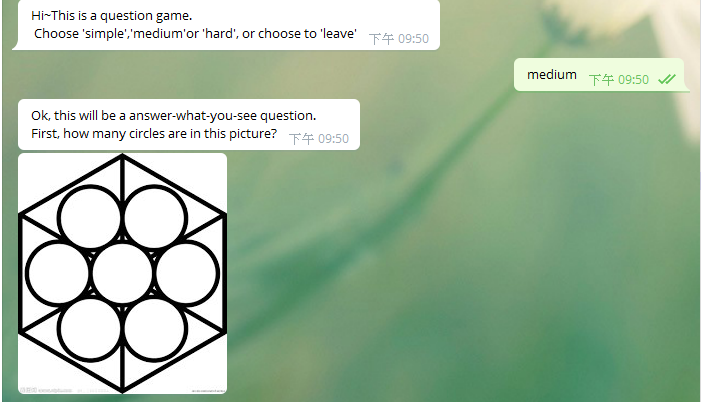 Hi~This is a question game.
Choose 'simple','medium'or 'hard', or choose to 'leave' 下午 09:50
medium 下午 09:50
Ok, this will be a answer-what-you-see question.
First, how many circles are in this picture? 下午 09:50